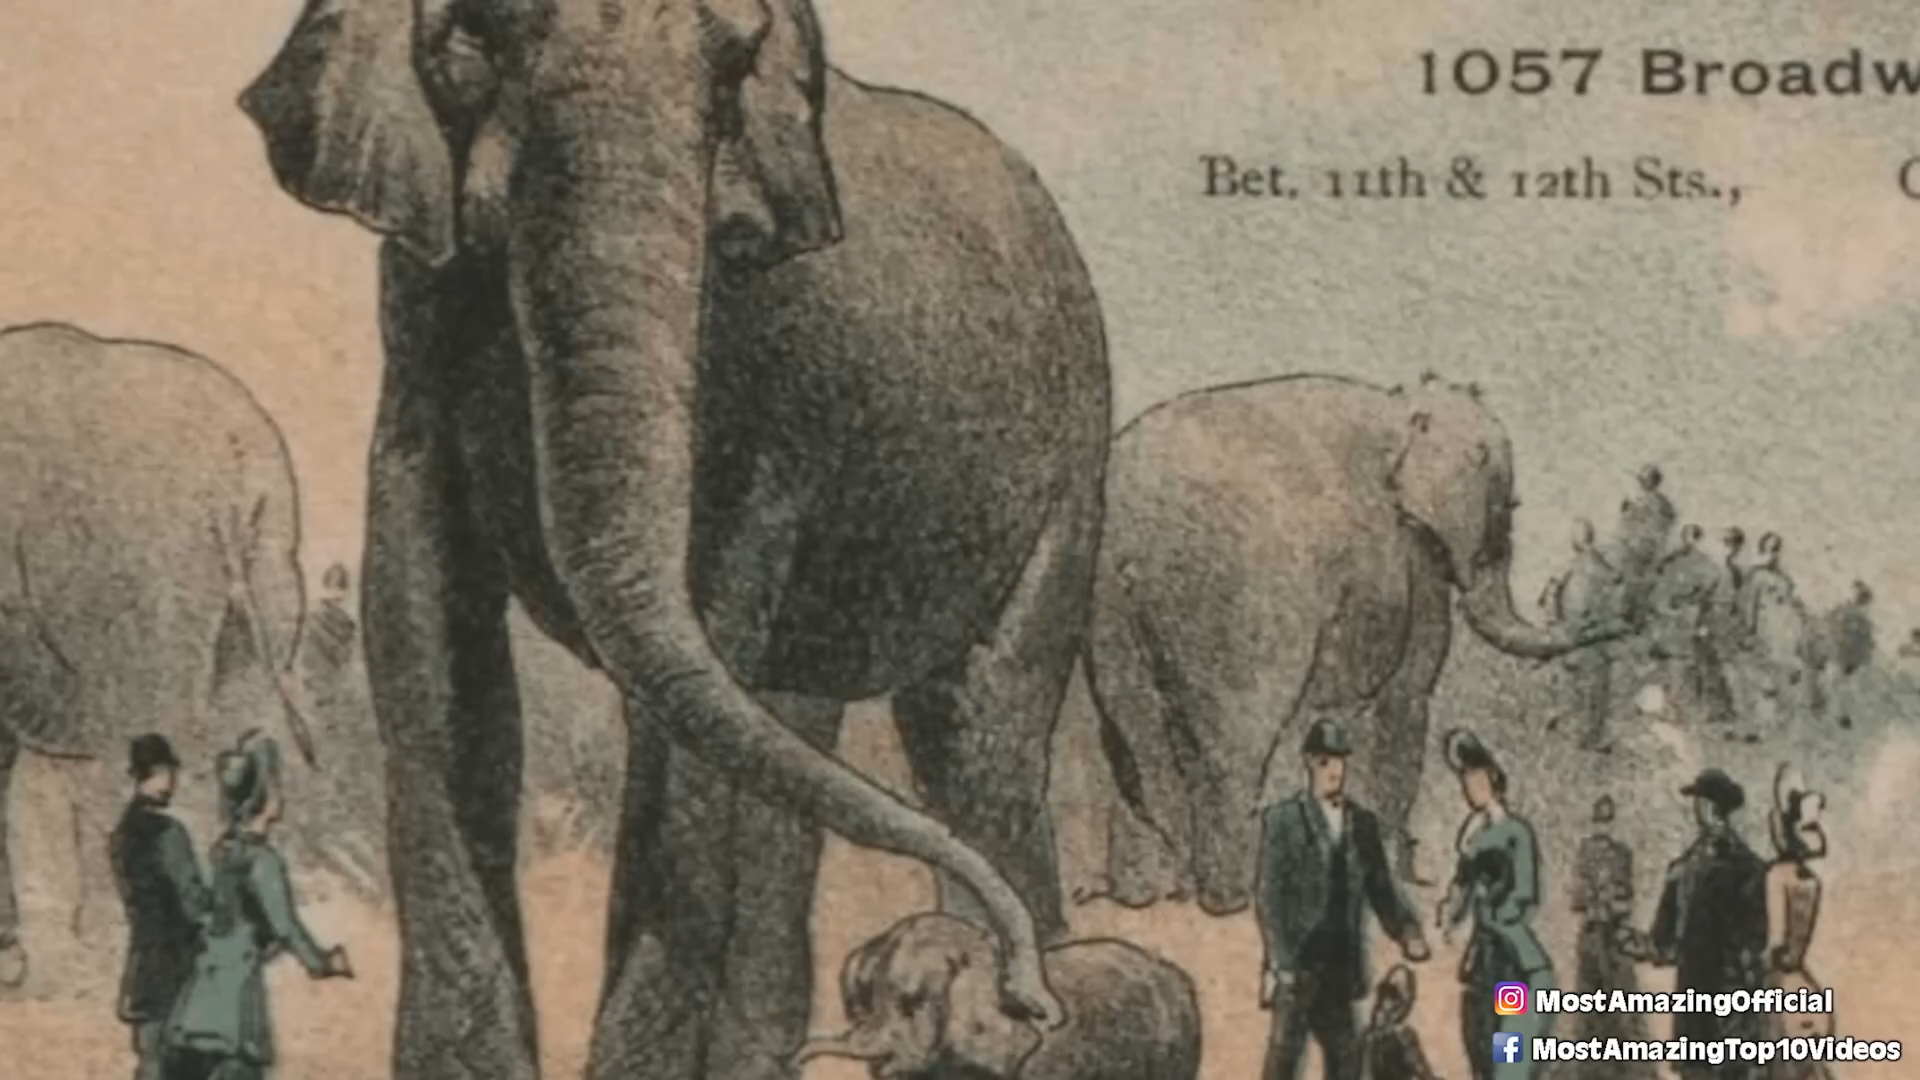 1057 Broadw
Bet. 11th & 12th Sts.,
MostAmazingOfficial
MostAmazingTop10Videos